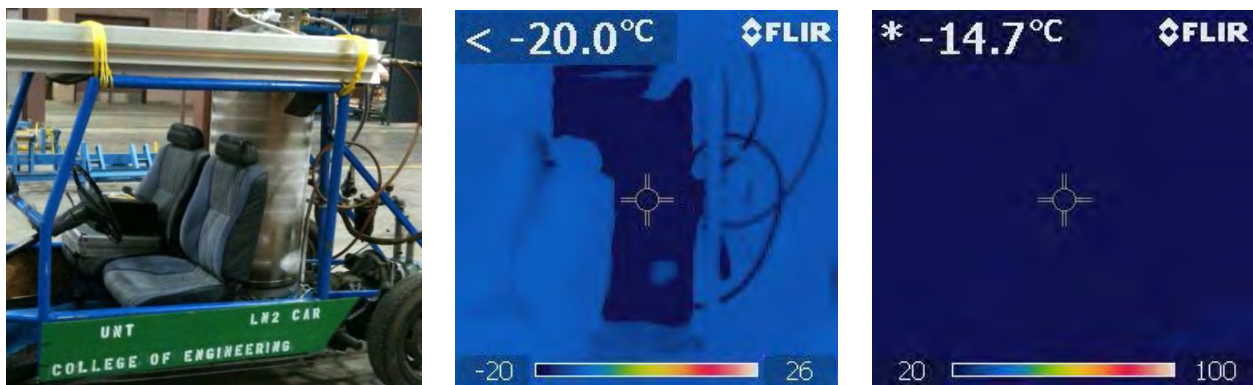 UNT LN2 CAR
COLLEGE OF ENGINEERING
< -20.0°C FLIR
-20 26
* -14.7°C FLIR
20 100